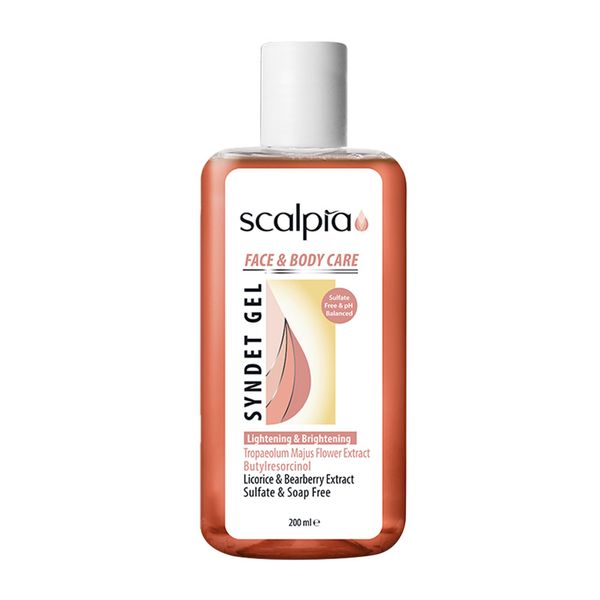 scalpia
FACE & BODY CARE
SYNDET GEL
Sulfate
Free & pH
Balanced
Lightening & Brightening
Tropaeolum Majus Flower Extract
Butylresorcinol
Licorice & Bearberry Extract
Sulfate & Soap Free
200 ml ℮